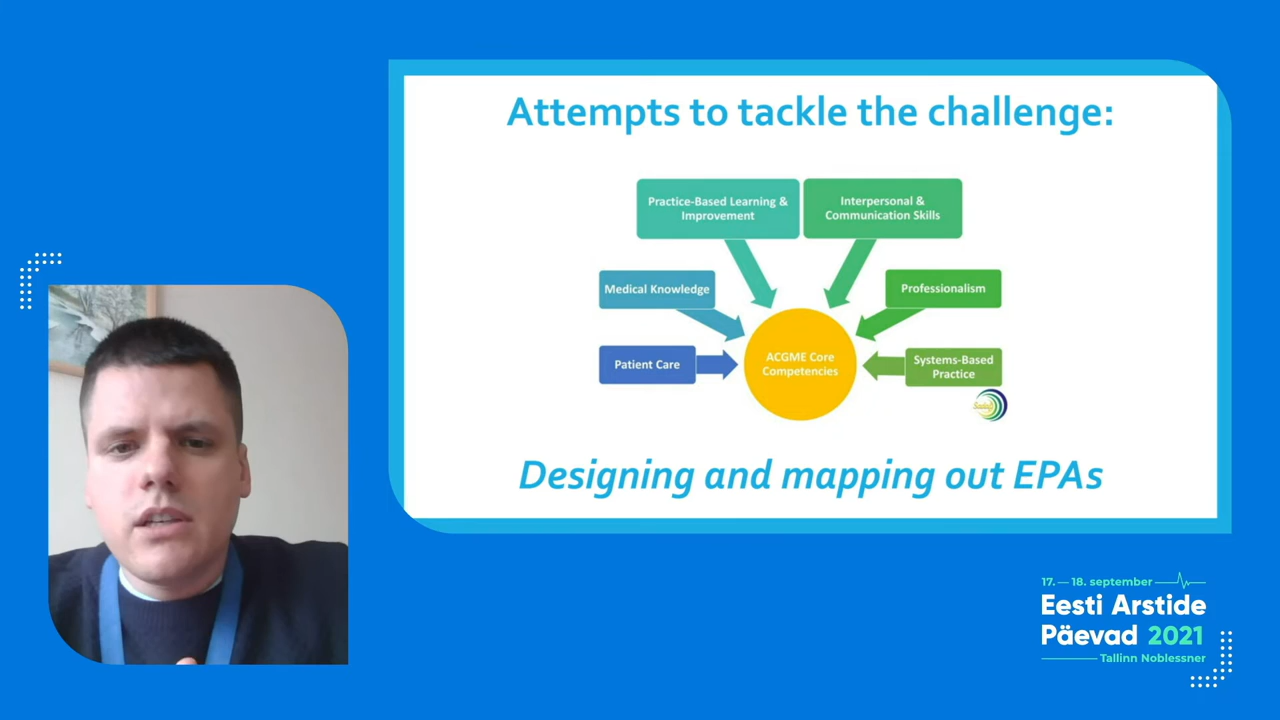 Attempts to tackle the challenge:
Practice-Based Learning &
Improvement
Interpersonal &
Communication Skills
Medical Knowledge
Professionalism
Patient Care
ACGME Core
Competencies
Systems-Based
Practice
Designing and mapping out EPAs
17. — 18. september
Eesti Arstide
Päevad 2021
Tallinn Noblessner